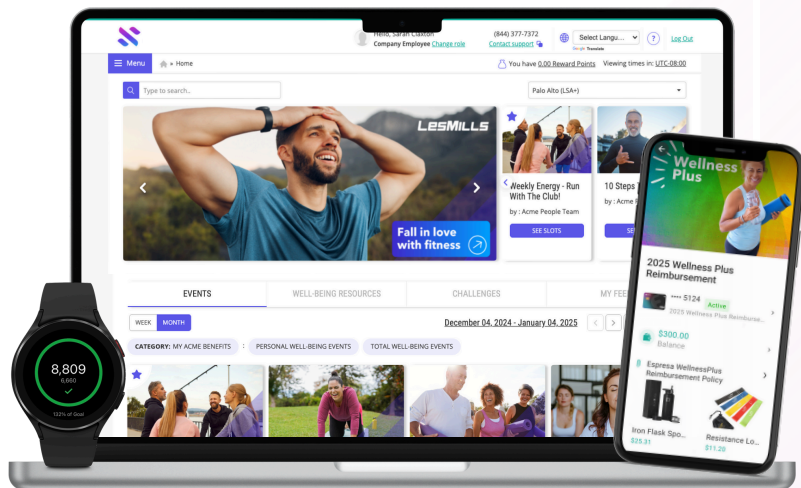 Hello, Sarah Claxton
Company Employee Change role
(844) 377-7372
Contact support
Select Langu...
Google Translate
?
Log Out
Menu
» Home
You have 0.00 Reward Points
Viewing times in: UTC-08:00
Type to search..
Palo Alto (LSA+)
LESMILLS
Fall in love
with fitness
Weekly Energy - Run
With The Club!
by : Acme People Team
SEE SLOTS
10 Steps
by : Acme
EVENTS
WELL-BEING RESOURCES
CHALLENGES
MY FEE
WEEK
MONTH
December 04, 2024 - January 04, 2025
CATEGORY: MY ACME BENEFITS
:
PERSONAL WELL-BEING EVENTS
TOTAL WELL-BEING EVENTS
8,809
6,660
132% of Goal
Wellness
Plus
2025 Wellness Plus
Reimbursement
•••• 5124
Active
2025 Wellness Plus Reimburse...
$300.00
Balance
Espresa WellnessPlus
Reimbursement Policy
Iron Flask Spo...
$25.31
Resistance Lo...
$11.20